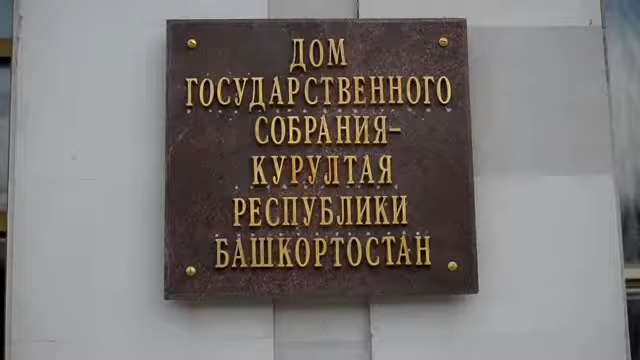 ДОМ
ГОСУДАРСТВЕННОГО
СОБРАНИЯ–
КУРУЛТАЯ
РЕСПУБЛИКИ
БАШКОРТОСТАН